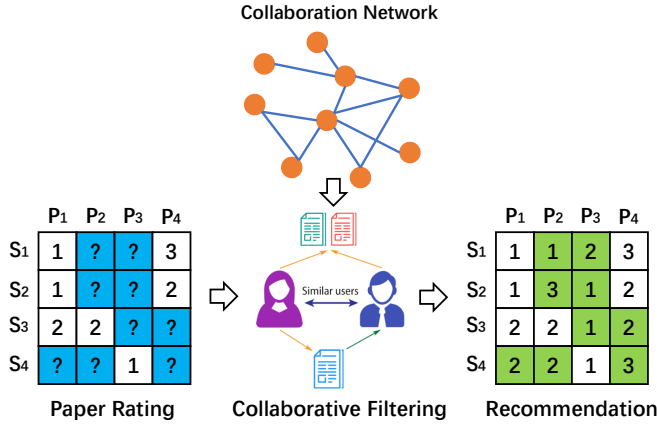 Collaboration Network
P1 P2 P3 P4
S1 1 ? ? 3
S2 1 ? ? 2
S3 2 2 ? ?
S4 ? ? 1 ?
Paper Rating
Similar users
Collaborative Filtering
P1 P2 P3 P4
S1 1 1 2 3
S2 1 3 1 2
S3 2 2 1 2
S4 2 2 1 3
Recommendation